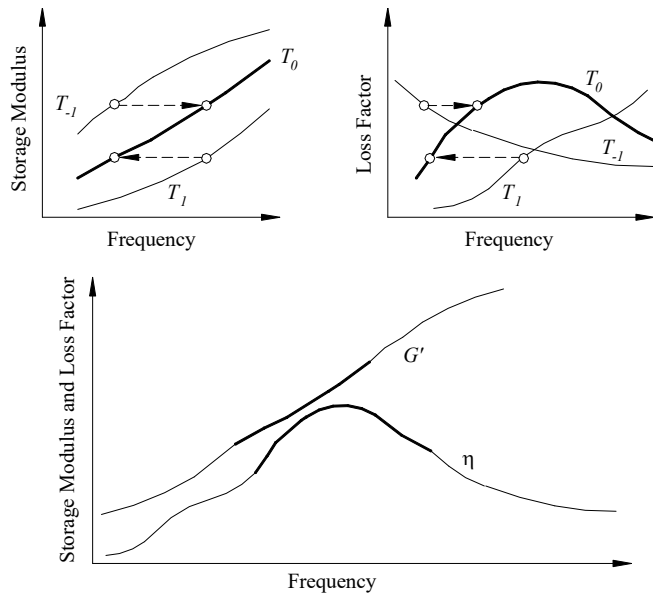 Storage Modulus
T₀
T₋₁
T₁
Frequency
Loss Factor
T₀
T₋₁
T₁
Frequency
Storage Modulus and Loss Factor
G'
η
Frequency